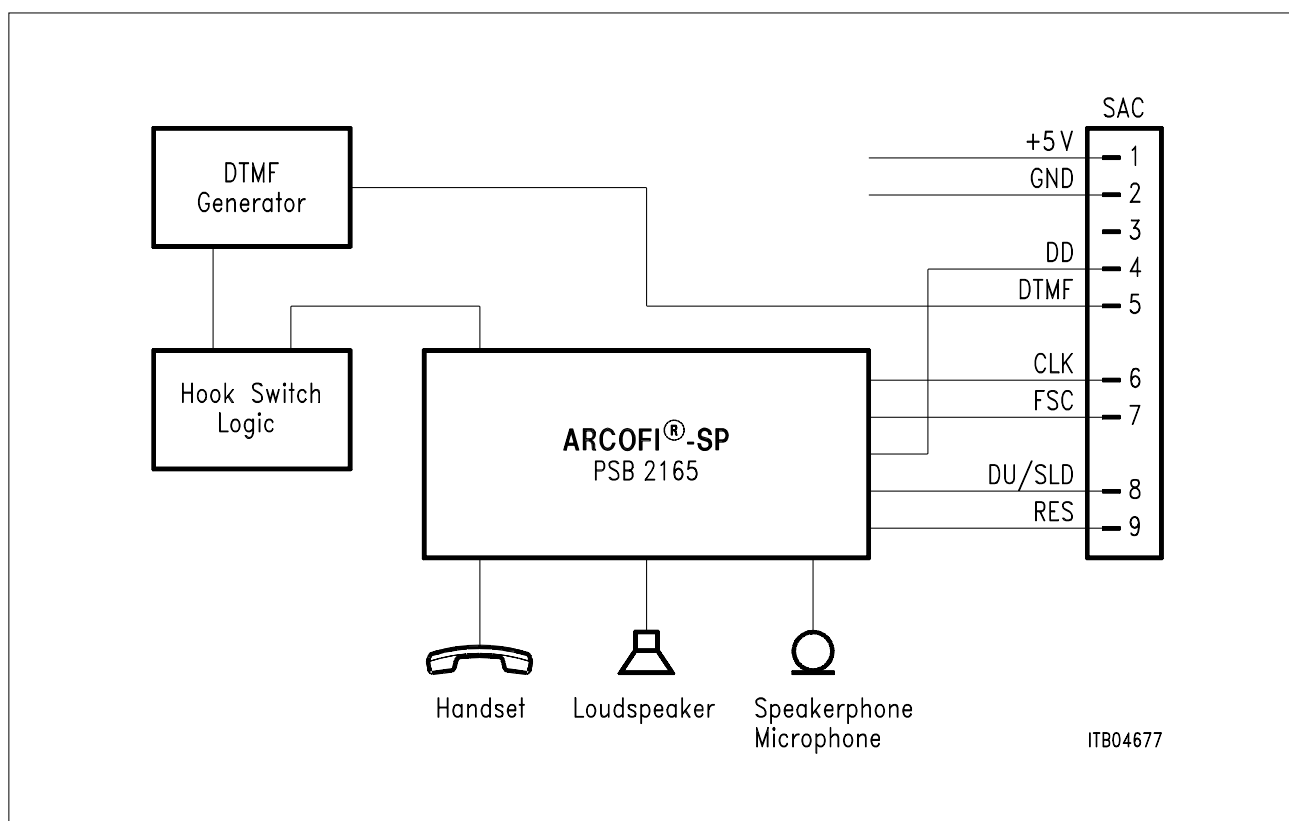 SAC
DTMF
Generator
+5V
1
GND
2
3
DD
4
DTMF
5
Hook Switch
Logic
CLK
6
FSC
7
ARCOFI®-SP
PSB 2165
DU/SLD
8
RES
9
Handset
Loudspeaker
Speakerphone
Microphone
ITB04677